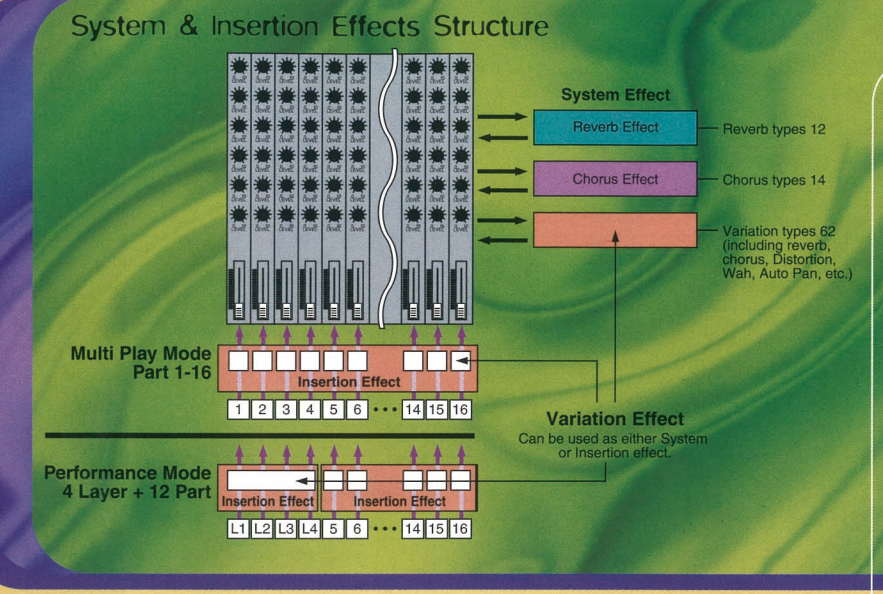 System & Insertion Effects Structure
System Effect
Reverb Effect
Reverb types 12
Chorus Effect
Chorus types 14
Variation types 62
(including reverb,
chorus, Distortion,
Wah, Auto Pan, etc.)
Multi Play Mode
Part 1-16
Insertion Effect
1 2 3 4 5 6 ••• 14 15 16
Variation Effect
Can be used as either System
or Insertion effect.
Performance Mode
4 Layer + 12 Part
Insertion Effect Insertion Effect
L1 L2 L3 L4 5 6 ••• 14 15 16